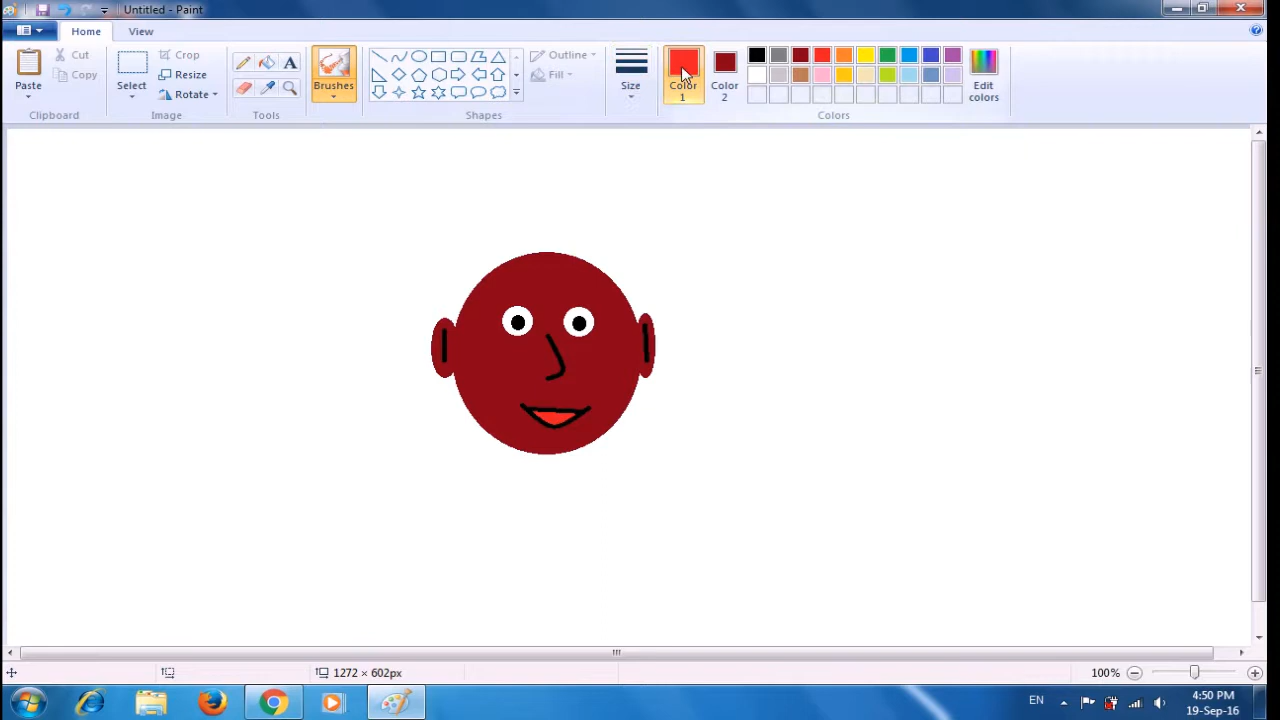 Untitled - Paint
Home View
Paste
Cut
Copy
Clipboard
Select
Crop
Resize
Rotate
Image
A
Tools
Brushes
Shapes
Outline
Fill
Size
Color
1
Color
2
Edit
colors
Colors
1272 × 602px
100%
EN
4:50 PM
19-Sep-16